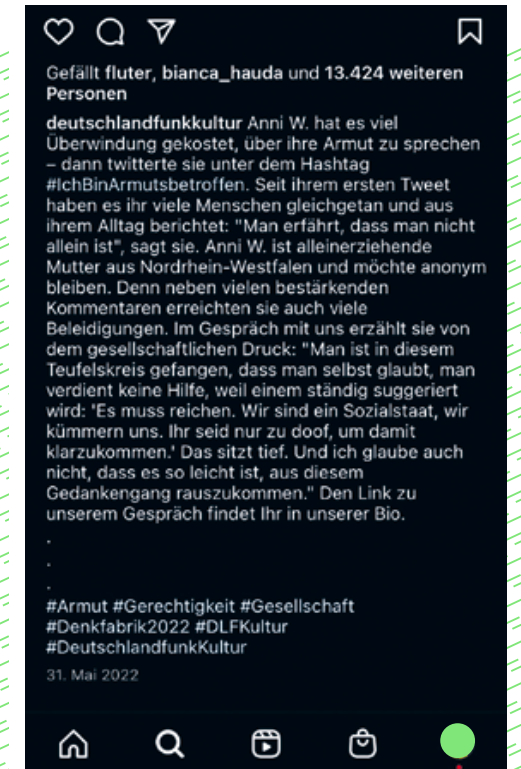 Gefällt fluter, bianca_hauda und 13.424 weiteren
Personen
deutschlandfunkkultur Anni W. hat es viel
Überwindung gekostet, über ihre Armut zu sprechen
– dann twitterte sie unter dem Hashtag
#IchBinArmutsbetroffen. Seit ihrem ersten Tweet
haben es ihr viele Menschen gleichgetan und aus
ihrem Alltag berichtet: "Man erfährt, dass man nicht
allein ist", sagt sie. Anni W. ist alleinerziehende
Mutter aus Nordrhein-Westfalen und möchte anonym
bleiben. Denn neben vielen bestärkenden
Kommentaren erreichten sie auch viele
Beleidigungen. Im Gespräch mit uns erzählt sie von
dem gesellschaftlichen Druck: "Man ist in diesem
Teufelskreis gefangen, dass man selbst glaubt, man
verdient keine Hilfe, weil einem ständig suggeriert
wird: 'Es muss reichen. Wir sind ein Sozialstaat, wir
kümmern uns. Ihr seid nur zu doof, um damit
klarzukommen.' Das sitzt tief. Und ich glaube auch
nicht, dass es so leicht ist, aus diesem
Gedankengang rauszukommen." Den Link zu
unserem Gespräch findet Ihr in unserer Bio.
.
.
.
#Armut #Gerechtigkeit #Gesellschaft
#Denkfabrik2022 #DLFKultur
#DeutschlandfunkKultur
31. Mai 2022